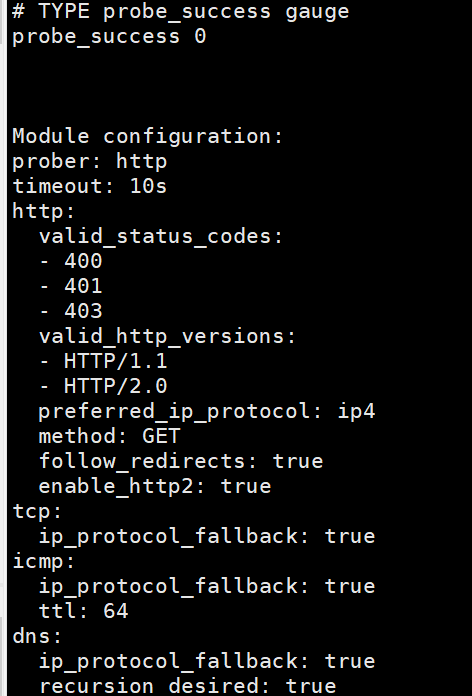 # TYPE probe_success gauge
probe_success 0
Module configuration:
prober: http
timeout: 10s
http:
  valid_status_codes:
  - 400
  - 401
  - 403
  valid_http_versions:
  - HTTP/1.1
  - HTTP/2.0
  preferred_ip_protocol: ip4
  method: GET
  follow_redirects: true
  enable_http2: true
tcp:
  ip_protocol_fallback: true
icmp:
  ip_protocol_fallback: true
  ttl: 64
dns:
  ip_protocol_fallback: true
  recursion_desired: true